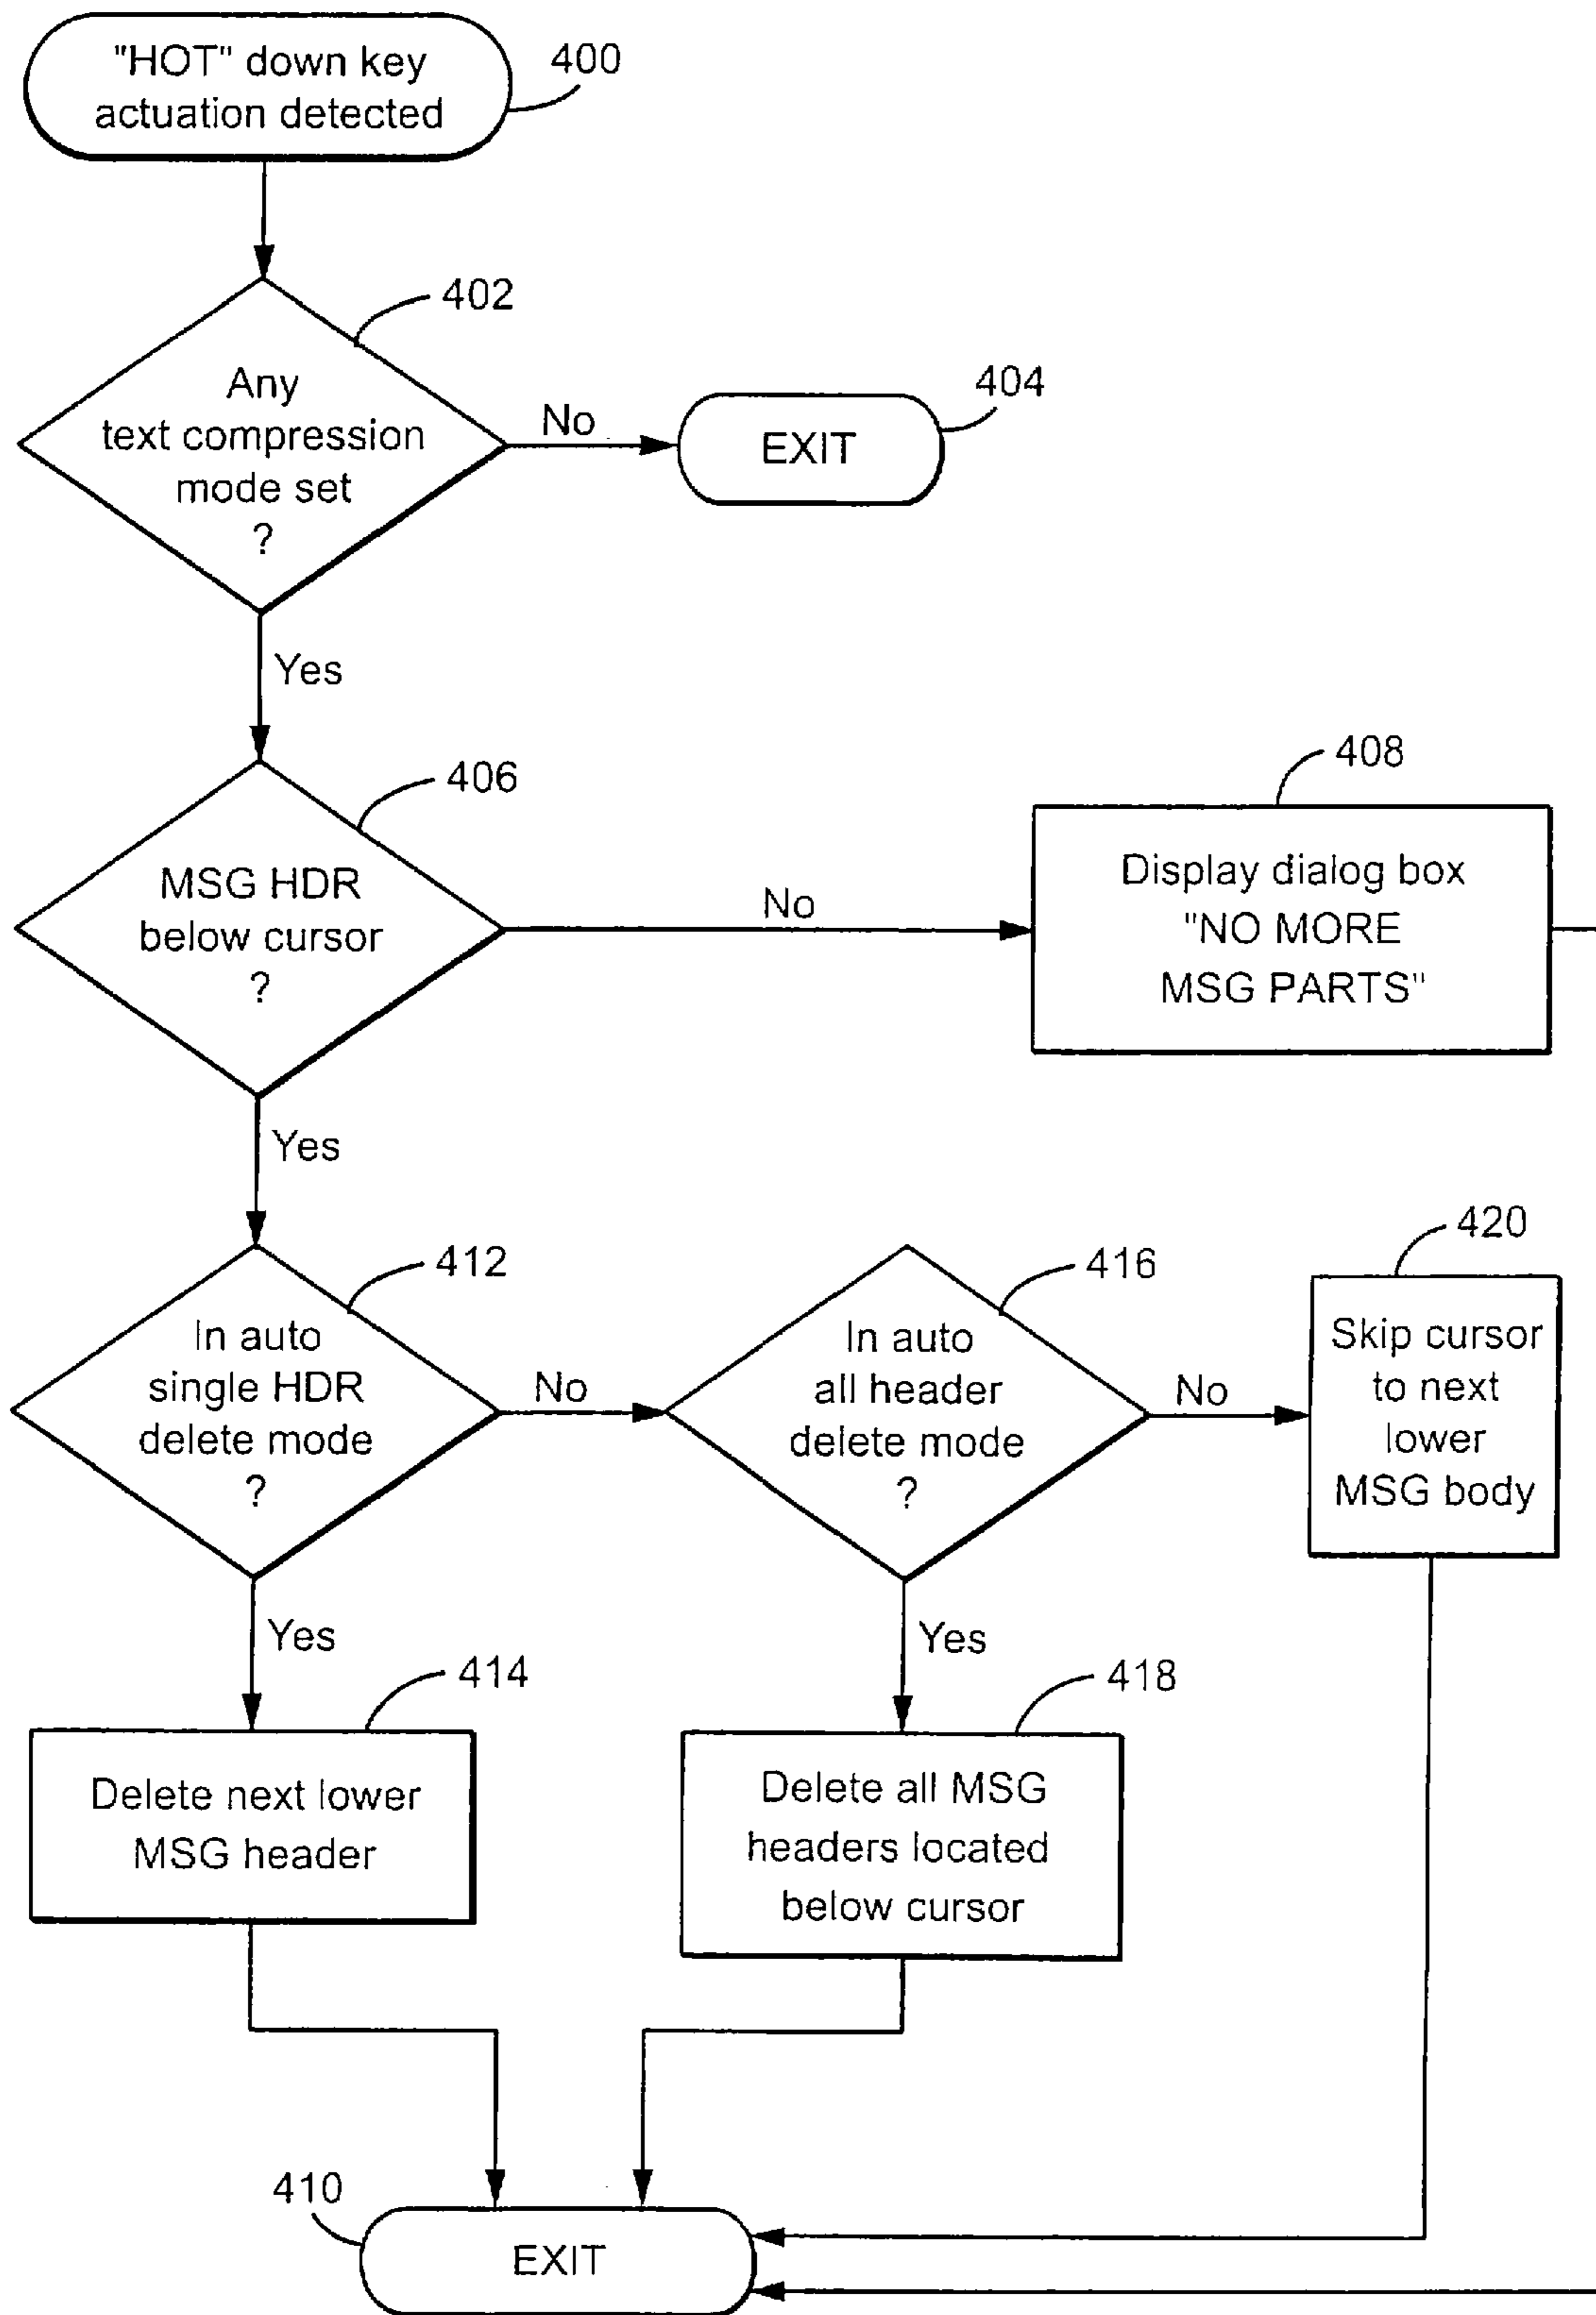 "HOT" down key
actuation detected
400
402
Any
text compression
mode set
?
No
404
EXIT
Yes
406
MSG HDR
below cursor
?
No
408
Display dialog box
"NO MORE
MSG PARTS"
Yes
412
In auto
single HDR
delete mode
?
No
416
In auto
all header
delete mode
?
No
420
Skip cursor
to next
lower
MSG body
Yes
414
Delete next lower
MSG header
Yes
418
Delete all MSG
headers located
below cursor
410
EXIT